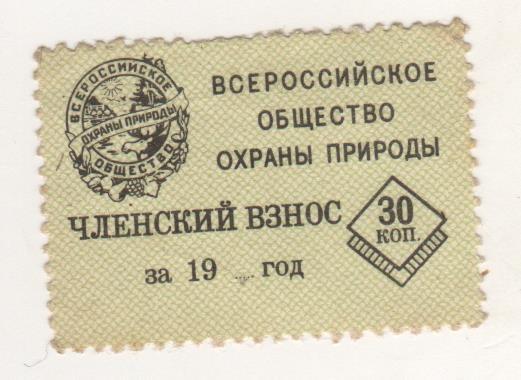 ВСЕРОССИЙСКОЕ
ОХРАНЫ ПРИРОДЫ
ОБЩЕСТВО
ВСЕРОССИЙСКОЕ
ОБЩЕСТВО
ОХРАНЫ ПРИРОДЫ
ЧЛЕНСКИЙ ВЗНОС
30
КОП.
за 19 .... год